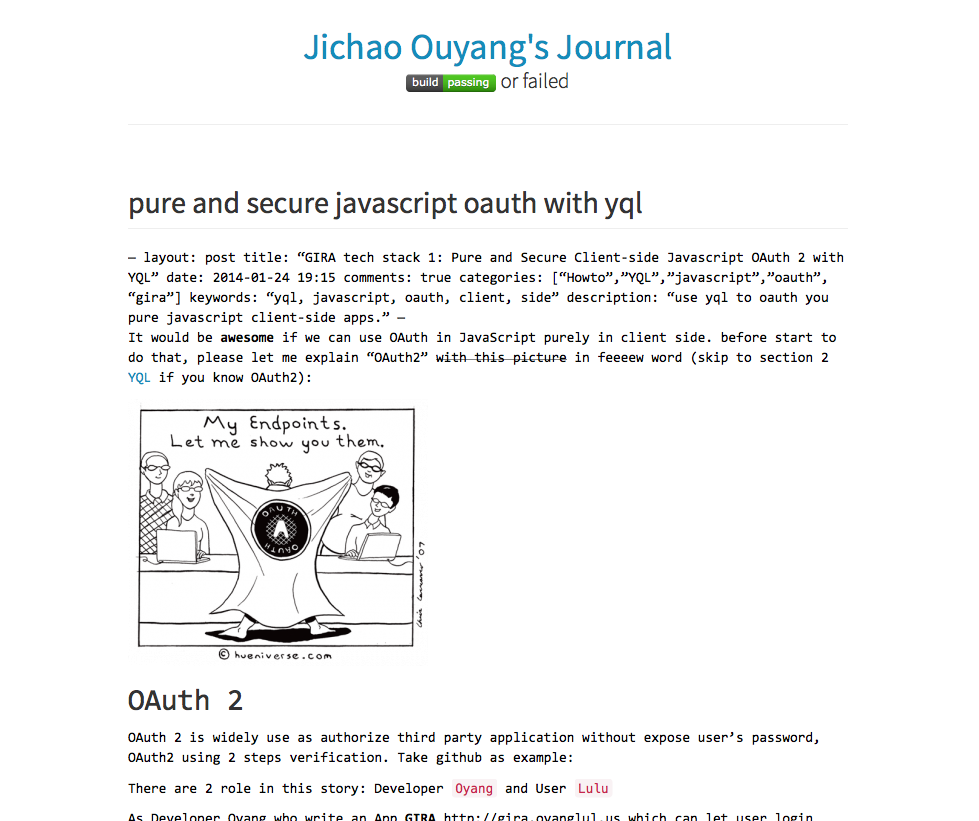 Jichao Ouyang's Journal
build passing or failed
pure and secure javascript oauth with yql
— layout: post title: “GIRA tech stack 1: Pure and Secure Client-side Javascript OAuth 2 with
YQL” date: 2014-01-24 19:15 comments: true categories: [“Howto”,”YQL”,”javascript”,”oauth”,
“gira”] keywords: “yql, javascript, oauth, client, side” description: “use yql to oauth you
pure javascript client-side apps.” —
It would be awesome if we can use OAuth in JavaScript purely in client side. before start to
do that, please let me explain “OAuth2” with this picture in feeeew word (skip to section 2
YQL if you know OAuth2):
My Endpoints.
Let me show you them.
OAUTH
A
OAUTH
© hueniverse.com
OAuth 2
OAuth 2 is widely use as authorize third party application without expose user’s password,
OAuth2 using 2 steps verification. Take github as example:
There are 2 role in this story: Developer Oyang and User Lulu
As Developer Oyang who write an App GIRA http://gira.oyanglul.us which can let user login